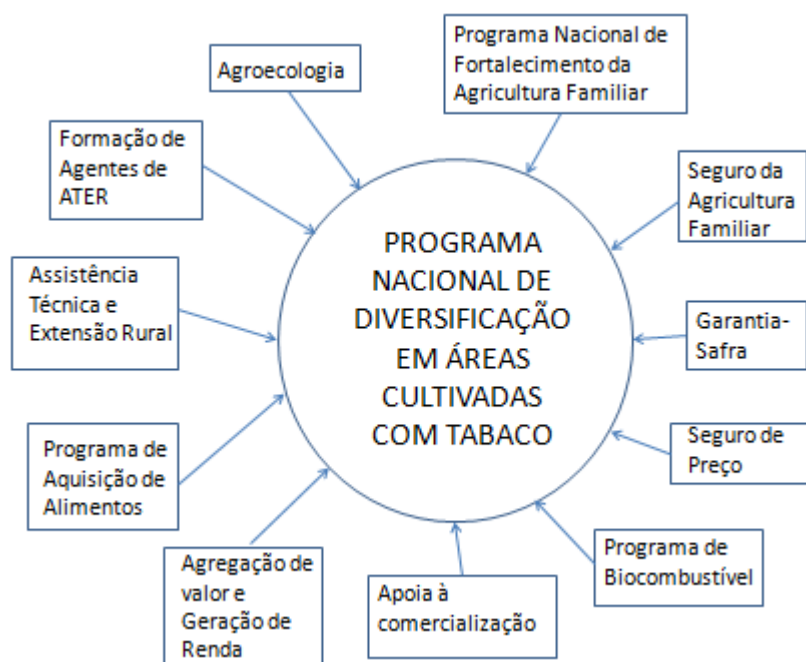 Agroecologia
Programa Nacional de
Fortalecimento da
Agricultura Familiar
Formação de
Agentes de
ATER
Seguro da
Agricultura
Familiar
PROGRAMA
NACIONAL DE
DIVERSIFICAÇÃO
EM ÁREAS
CULTIVADAS
COM TABACO
Assistência
Técnica e
Extensão Rural
Garantia-
Safra
Programa de
Aquisição de
Alimentos
Seguro de
Preço
Agregação de
valor e
Geração de
Renda
Apoia à
comercialização
Programa de
Biocombustível